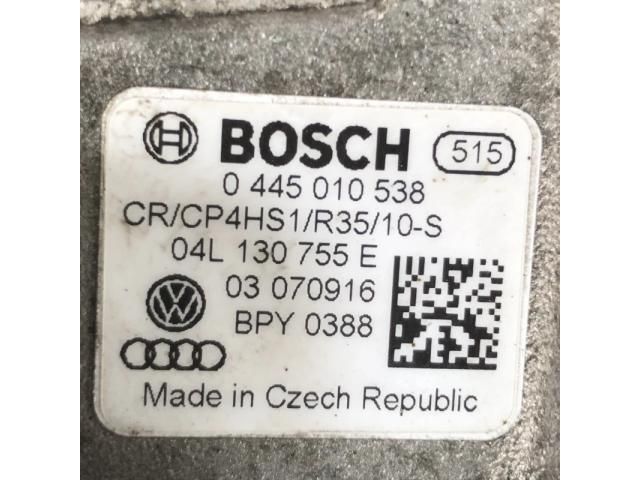 BOSCH 515
0 445 010 538
CR/CP4HS1/R35/10-S
04L 130 755 E
03 070916
BPY 0388
Made in Czech Republic